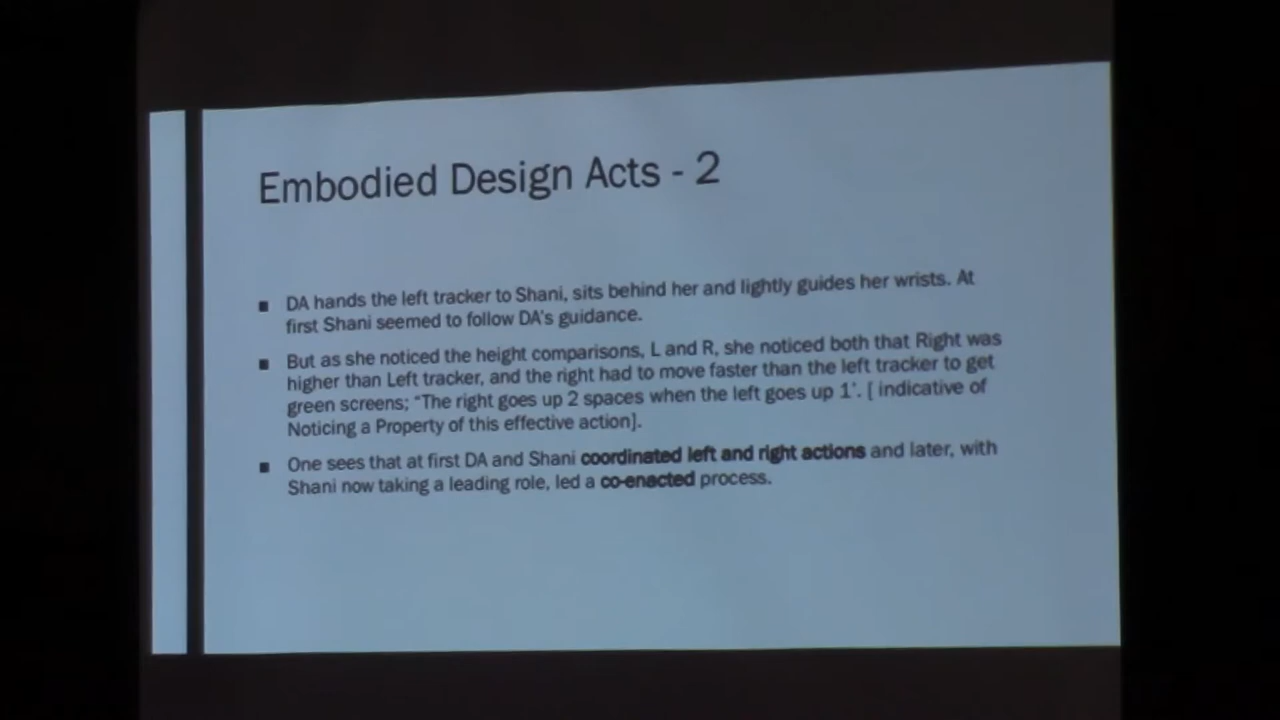 Embodied Design Acts - 2
DA hands the left tracker to Shani, sits behind her and lightly guides her wrists. At
first Shani seemed to follow DA's guidance.
But as she noticed the height comparisons, L and R, she noticed both that Right was
higher than Left tracker, and the right had to move faster than the left tracker to get
green screens; "The right goes up 2 spaces when the left goes up 1'. [ indicative of
Noticing a Property of this effective action].
One sees that at first DA and Shani coordinated left and right actions and later, with
Shani now taking a leading role, led a co-enacted process.